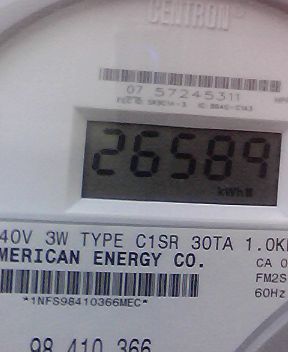 CENTRON
07 57245311
26589
kWh
40V 3W TYPE C1SR 30TA 1.0K
MERICAN ENERGY CO.
CA 0
FM2S
60Hz
*1NFS98410366MEC*
98 410 366